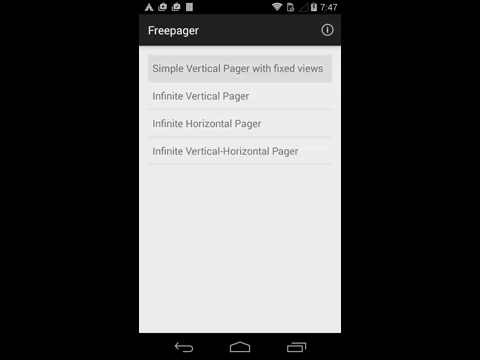 7:47
Freepager
Simple Vertical Pager with fixed views
Infinite Vertical Pager
Infinite Horizontal Pager
Infinite Vertical-Horizontal Pager